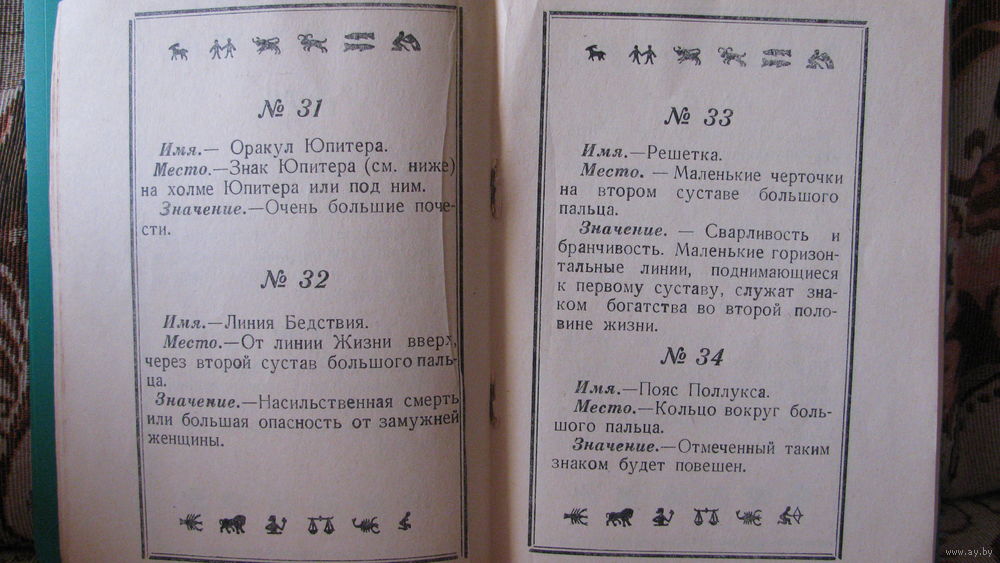 № 31
Имя.— Оракул Юпитера.
Место.—Знак Юпитера (см. ниже)
на холме Юпитера или под ним.
Значение.—Очень большие поче-
сти.
№ 32
Имя.—Линия Бедствия.
Место.—От линии Жизни вверх,
через второй сустав большого паль-
ца.
Значение.—Насильственная смерть
или большая опасность от замужней
женщины.
№ 33
Имя.—Решетка.
Место. — Маленькие черточки
на втором суставе большого
пальца.
Значение. — Сварливость и
бранчивость. Маленькие горизон-
тальные линии, поднимающиеся
к первому суставу, служат зна-
ком богатства во второй поло-
вине жизни.
№ 34
Имя.—Пояс Поллукса.
Место.—Кольцо вокруг боль-
шого пальца.
Значение.—Отмеченный таким
знаком будет повешен.
www.ay.by